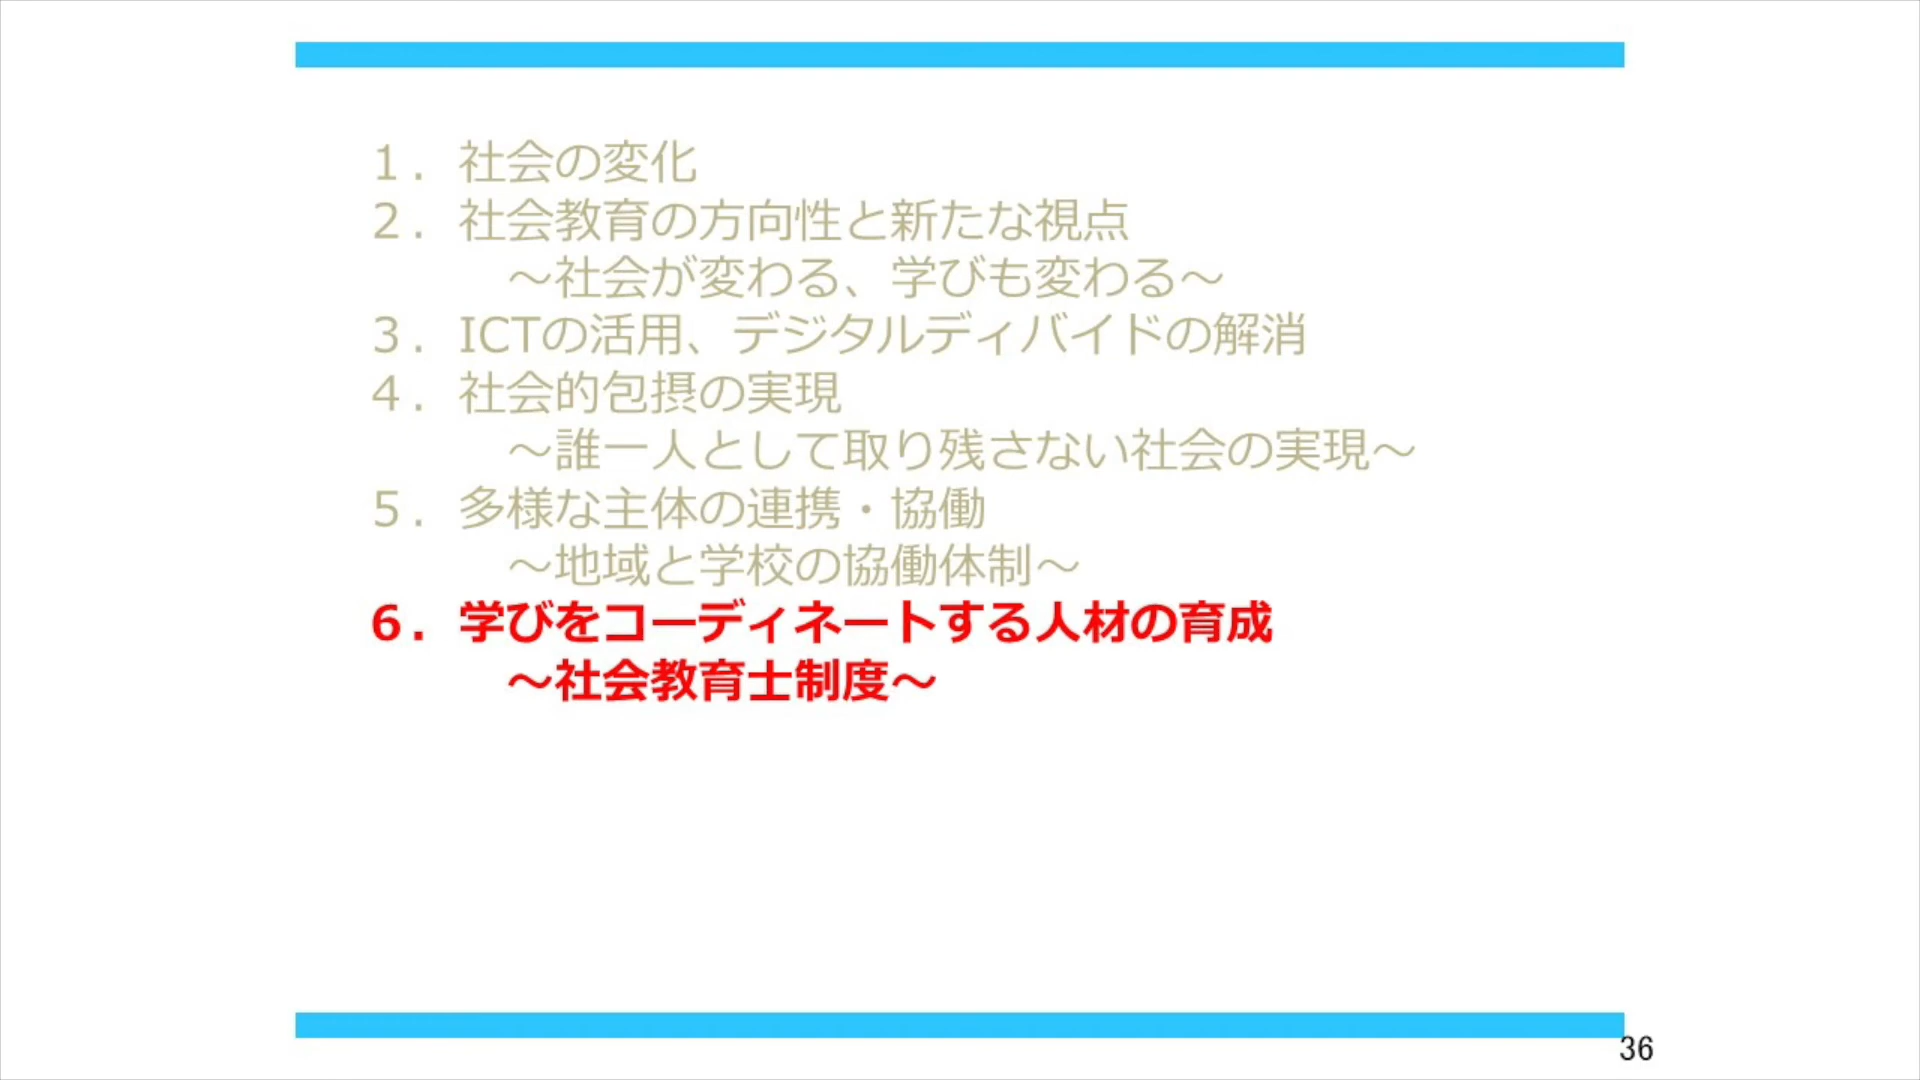 １．社会の変化
２．社会教育の方向性と新たな視点
～社会が変わる、学びも変わる～
３．ICTの活用、デジタルディバイドの解消
４．社会的包摂の実現
～誰一人として取り残さない社会の実現～
５．多様な主体の連携・協働
～地域と学校の協働体制～
６．学びをコーディネートする人材の育成
～社会教育士制度～
36